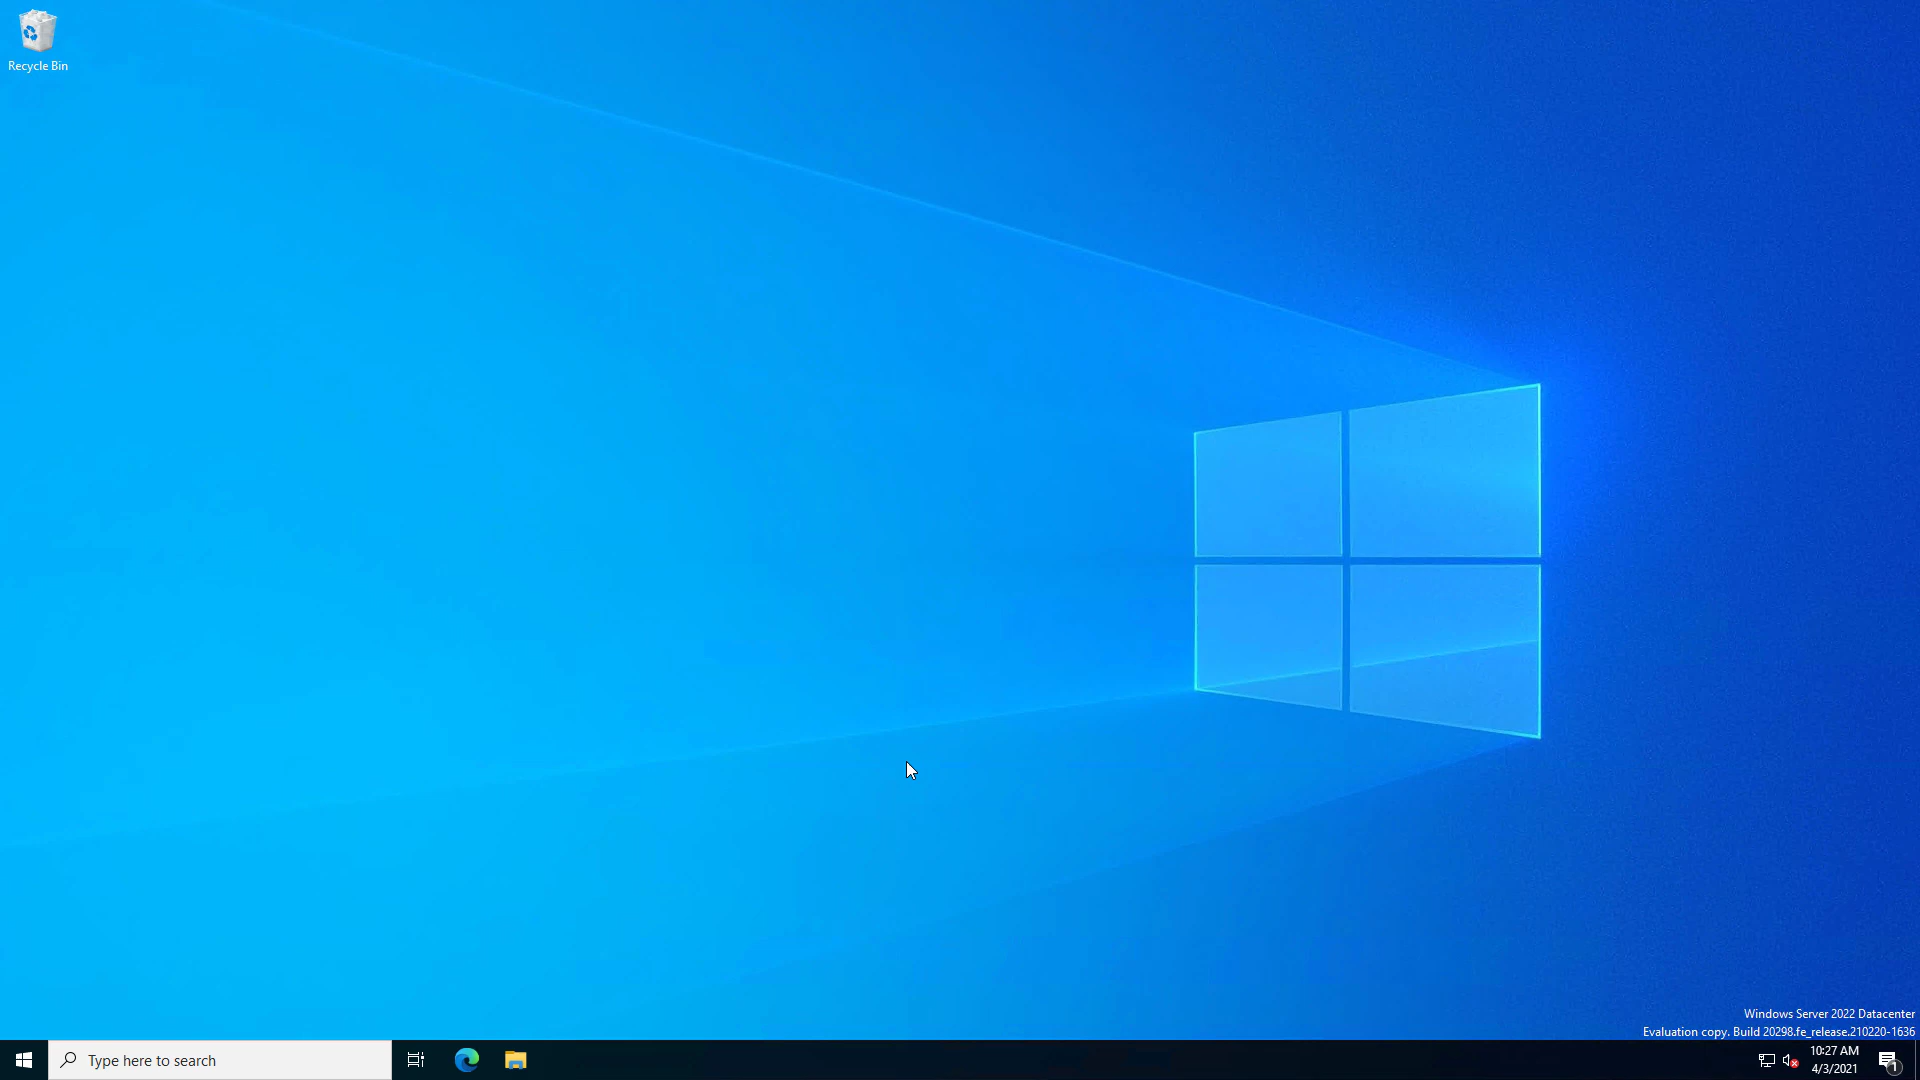 Recycle Bin
Windows Server 2022 Datacenter
Evaluation copy. Build 20298.fe_release.210220-1636
Type here to search
10:27 AM
4/3/2021
1